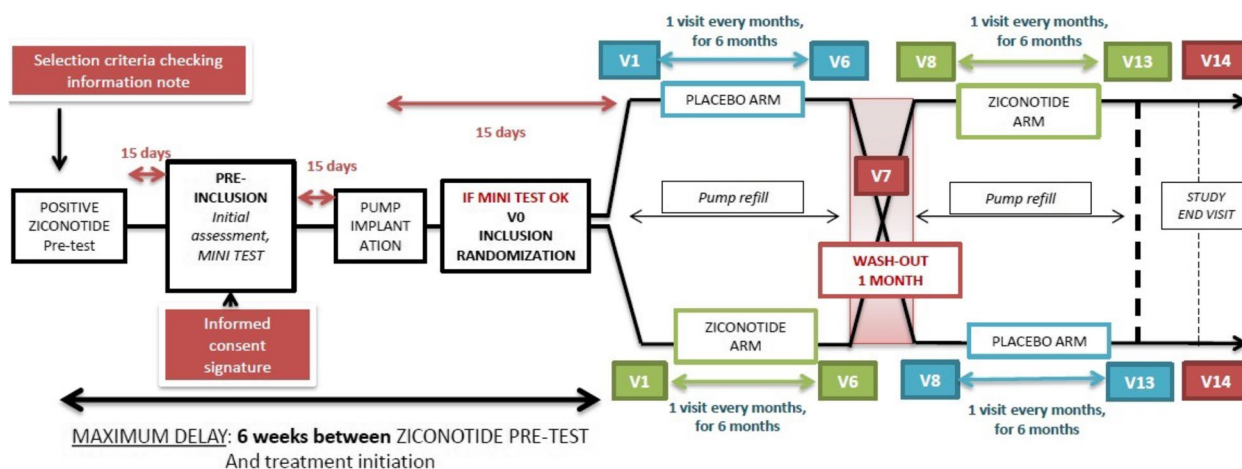 Selection criteria checking
information note
15 days
15 days
15 days
POSITIVE
ZICONOTIDE
Pre-test
PRE-
INCLUSION
Initial
assessment,
MINI TEST
PUMP
IMPLANT
ATION
IF MINI TEST OK
V0
INCLUSION
RANDOMIZATION
Informed
consent
signature
MAXIMUM DELAY: 6 weeks between ZICONOTIDE PRE-TEST
And treatment initiation
1 visit every months,
for 6 months
V1
V6
PLACEBO ARM
Pump refill
ZICONOTIDE
ARM
V1
V6
1 visit every months,
for 6 months
V7
WASH-OUT
1 MONTH
1 visit every months,
for 6 months
V8
V13
V14
ZICONOTIDE
ARM
Pump refill
STUDY
END VISIT
PLACEBO ARM
V8
V13
V14
1 visit every months,
for 6 months